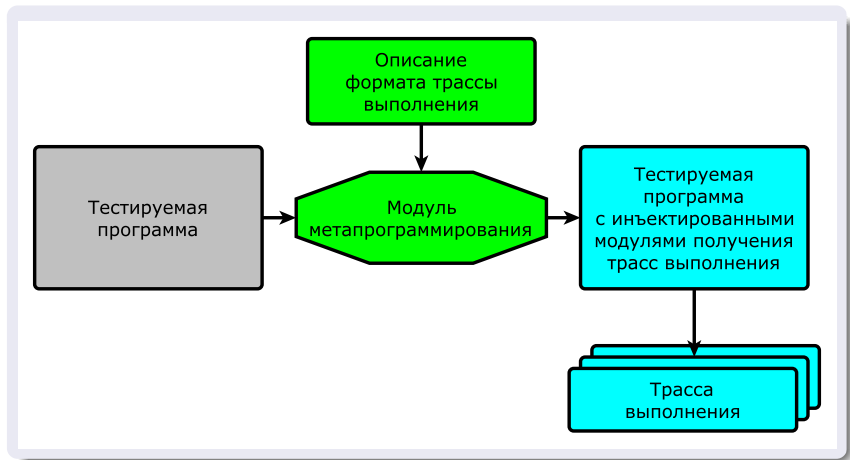 Описание
формата трассы
выполнения
Тестируемая
программа
Модуль
метапрограммирования
Тестируемая
программа
с инъектированными
модулями получения
трасс выполнения
Трасса
выполнения